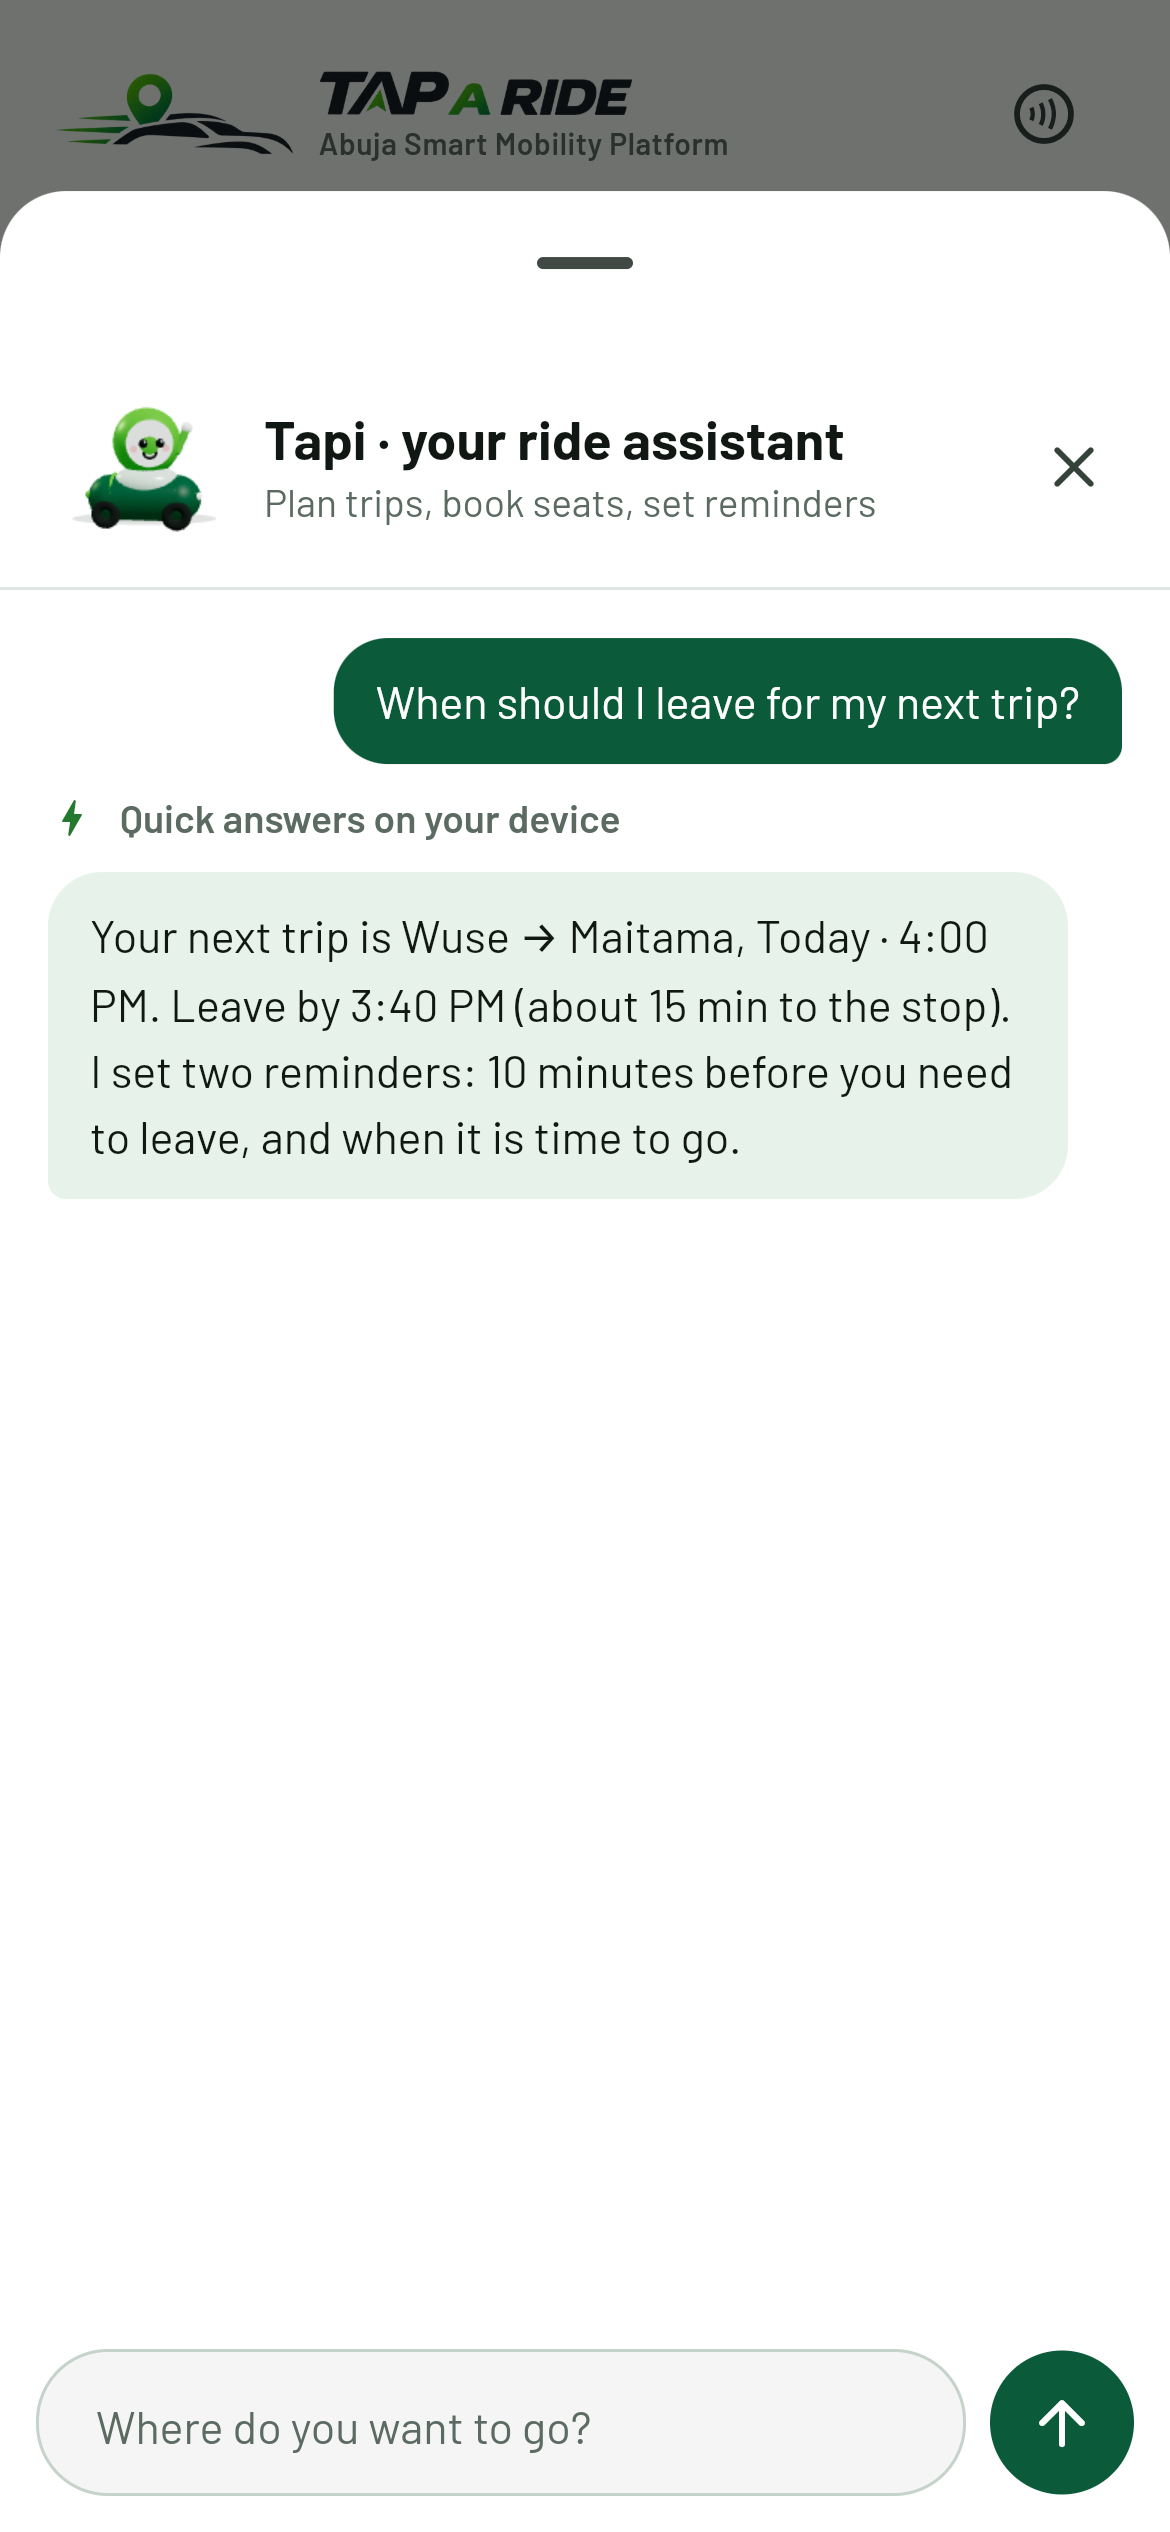 TAP A RIDE
Abuja Smart Mobility Platform
Tapi · your ride assistant
Plan trips, book seats, set reminders
When should I leave for my next trip?
Quick answers on your device
Your next trip is Wuse → Maitama, Today · 4:00
PM. Leave by 3:40 PM (about 15 min to the stop).
I set two reminders: 10 minutes before you need
to leave, and when it is time to go.
Where do you want to go?